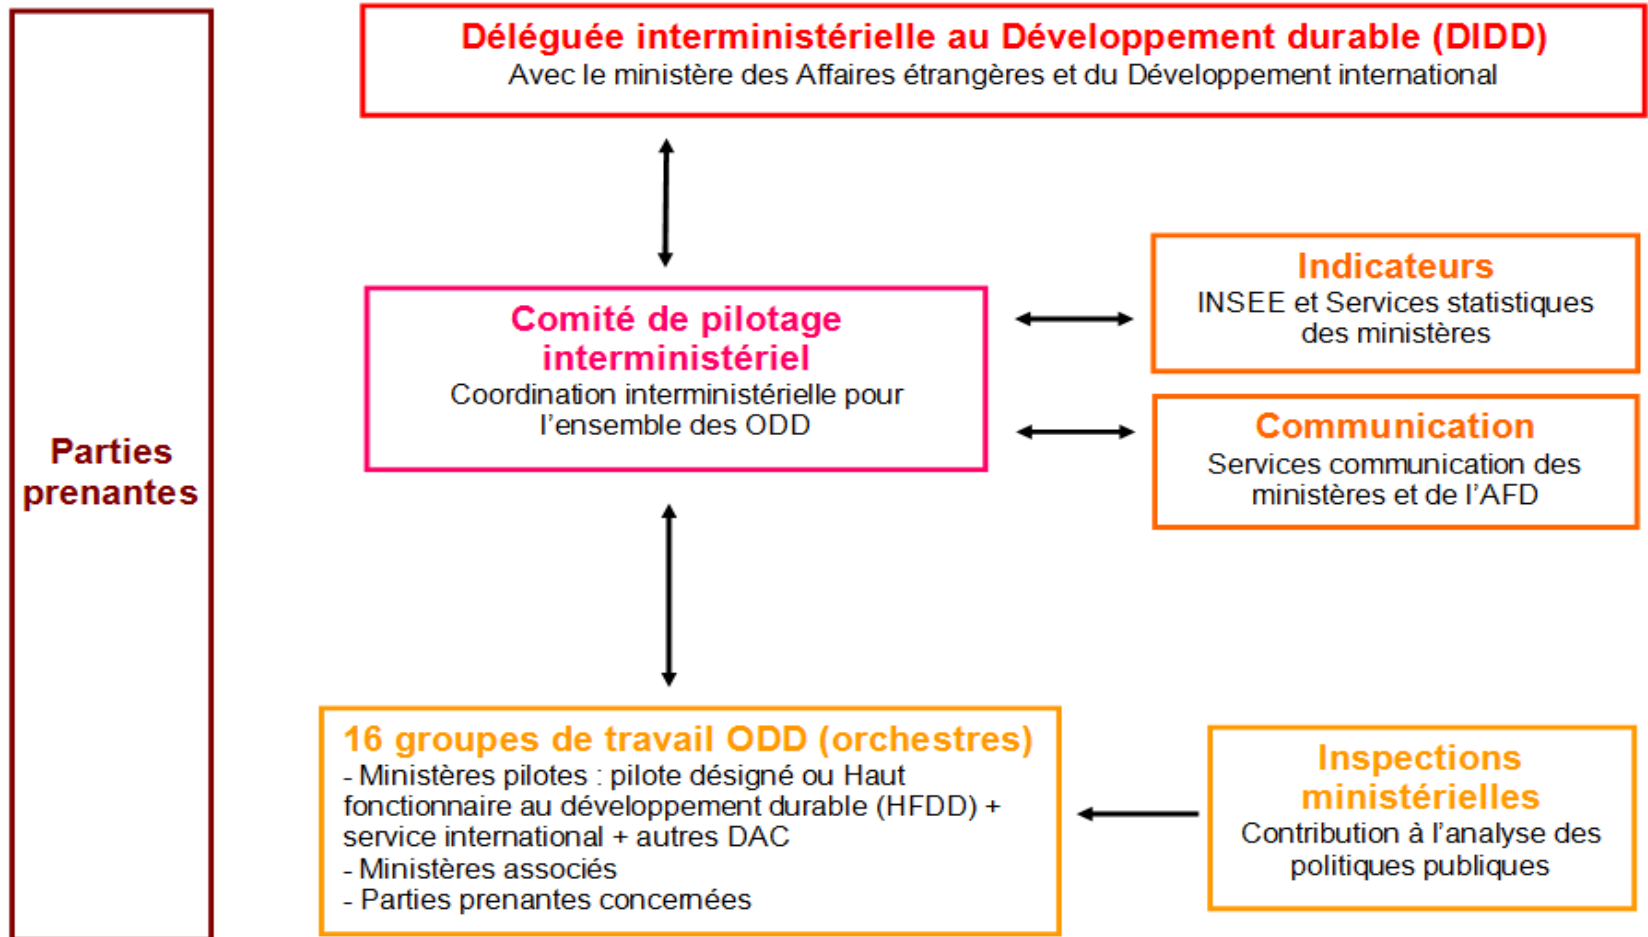 Déléguée interministérielle au Développement durable (DIDD)
Avec le ministère des Affaires étrangères et du Développement international
Parties
prenantes
Comité de pilotage
interministériel
Coordination interministérielle pour
l'ensemble des ODD
Indicateurs
INSEE et Services statistiques
des ministères
Communication
Services communication des
ministères et de l'AFD
16 groupes de travail ODD (orchestres)
- Ministères pilotes : pilote désigné ou Haut
fonctionnaire au développement durable (HFDD) +
service international + autres DAC
- Ministères associés
- Parties prenantes concernées
Inspections
ministérielles
Contribution à l'analyse des
politiques publiques